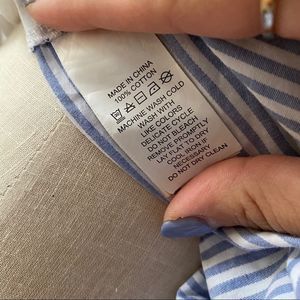 MADE IN CHINA
100% COTTON
MACHINE WASH COLD
WASH WITH
LIKE COLORS
DELICATE CYCLE
DO NOT BLEACH
REMOVE PROMPTLY
LAY FLAT TO DRY
COOL IRON IF
NECESSARY
DO NOT DRY CLEAN